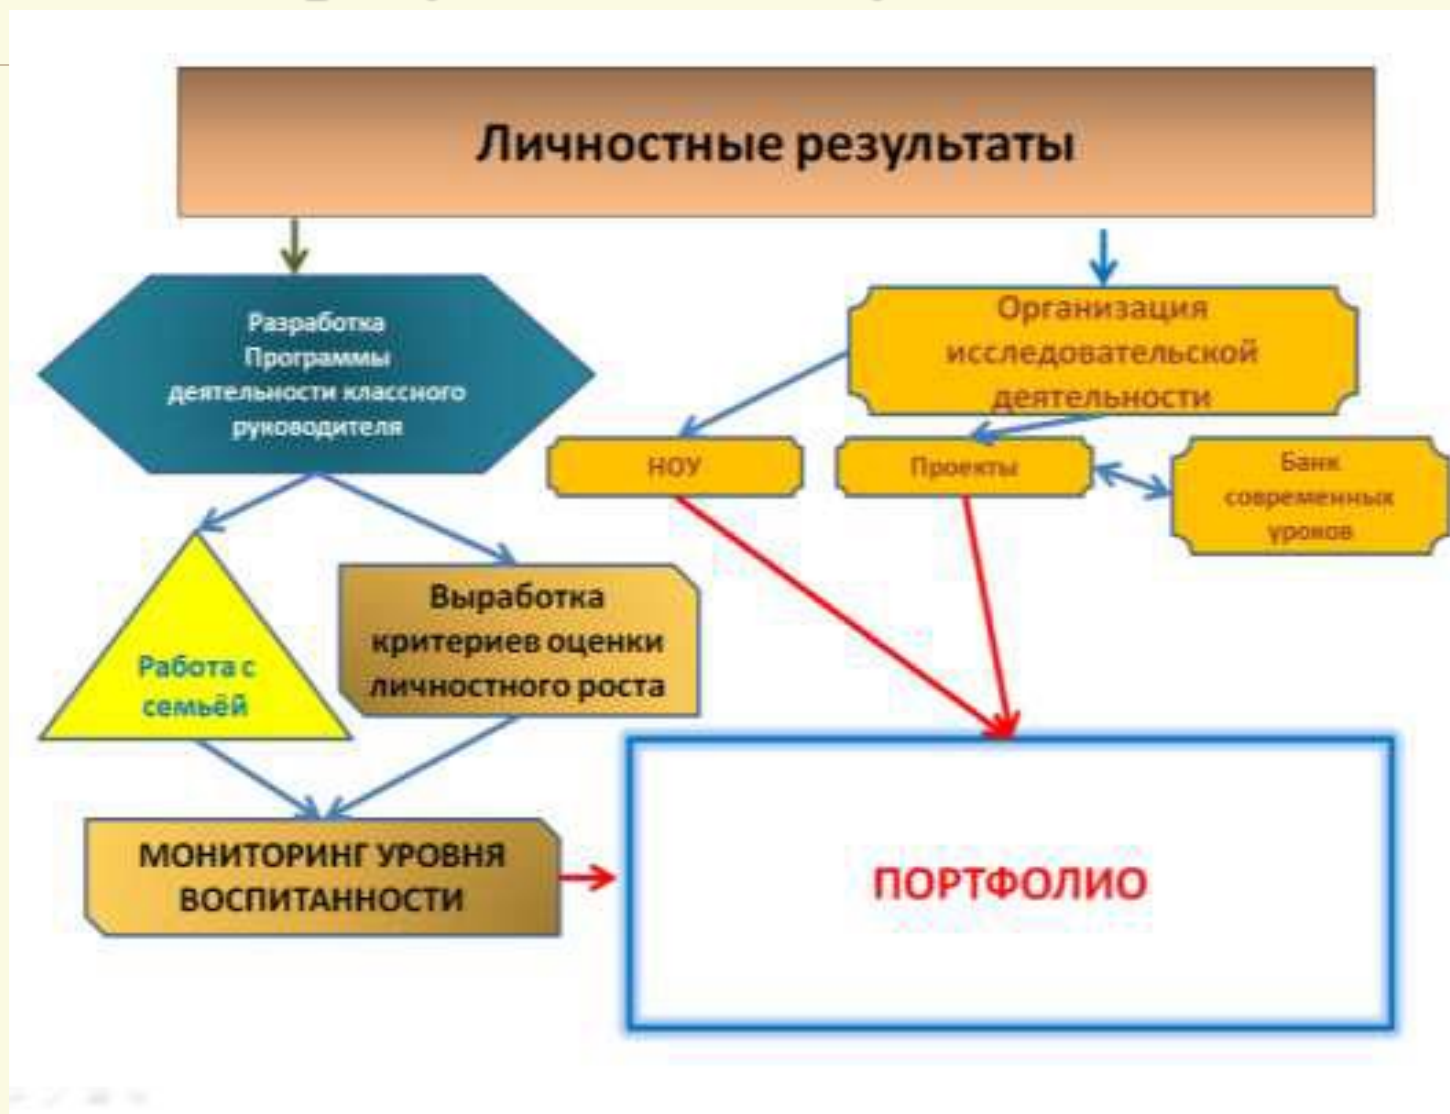 Личностные результаты
Разработка
Программы
деятельности классного
руководителя
Организация
исследовательской
деятельности
НОУ
Проекты
Банк
современных
уроков
Работа с
семьёй
Выработка
критериев оценки
личностного роста
МОНИТОРИНГ УРОВНЯ
ВОСПИТАННОСТИ
ПОРТФОЛИО